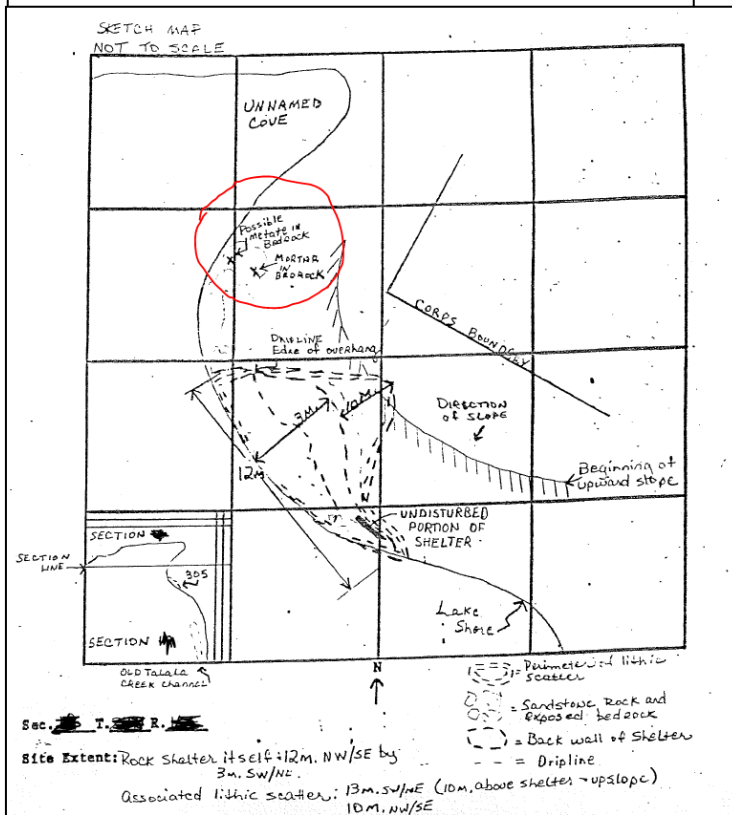 SKETCH MAP
NOT TO SCALE
UNNAMED
COVE
Possible
metate in
Bedrock
MORTAR
IN
BEDROCK
CORPS BOUNDARY
DRIPLINE
Edge of overhang
3M.
10M.
12M.
DIRECTION
OF SLOPE
Beginning of
upward slope
UNDISTURBED
PORTION OF
SHELTER
SECTION
SECTION
LINE
305
SECTION
Lake
Shore
OLD TALALA
CREEK CHANNEL
N
= Perimeter of lithic
scatter
= Sandstone Rock and
exposed bedrock
= Back wall of Shelter
= Dripline
Sec. T. R.
Site Extent: Rock shelter itself: 12m. NW/SE by
3m. SW/NE.
Associated lithic scatter: 13m. SW/NE (10m. above shelter - upslope)
10m. NW/SE